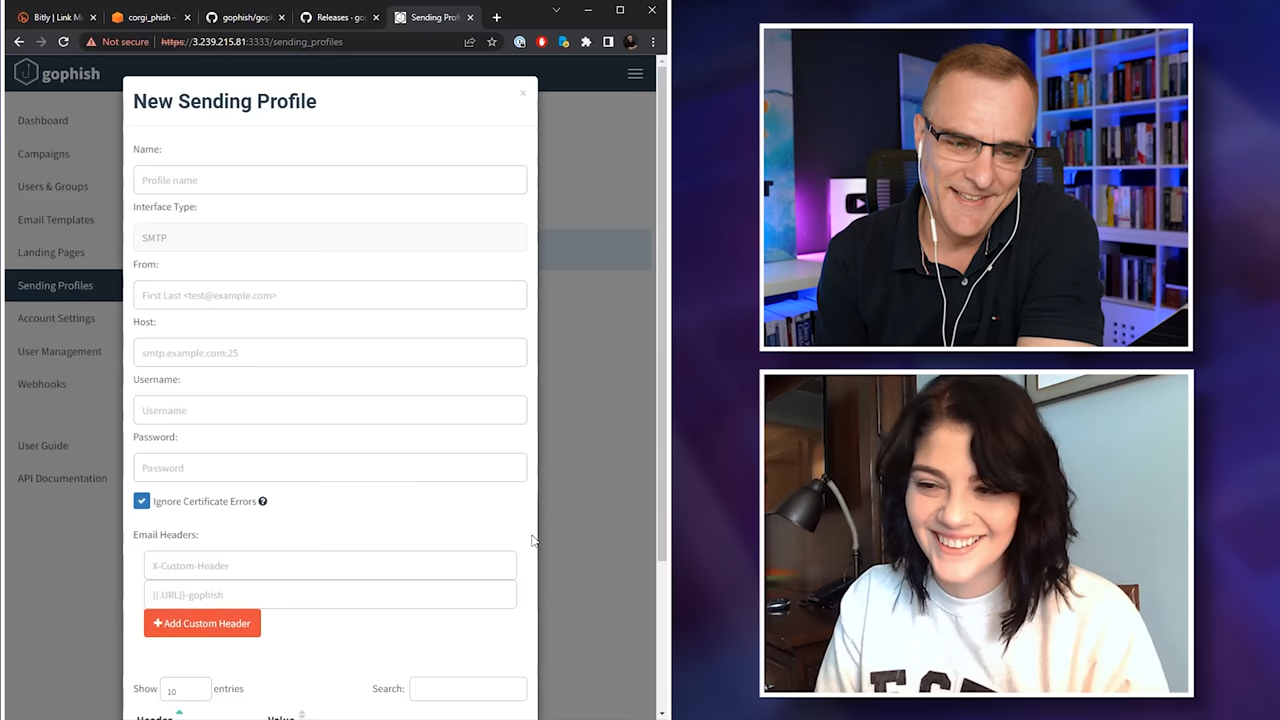 Bitly | Link M
corgi_phish –
gophish/gopl
Releases · go
Sending Profi
Not secure
https://3.239.215.81:3333/sending_profiles
gophish
Dashboard
Campaigns
Users & Groups
Email Templates
Landing Pages
Sending Profiles
Account Settings
User Management
Webhooks
User Guide
API Documentation
New Sending Profile
×
Name:
Profile name
Interface Type:
SMTP
From:
First Last <test@example.com>
Host:
smtp.example.com:25
Username:
Username
Password:
Password
Ignore Certificate Errors
Email Headers:
X-Custom-Header
{{.URL}}-gophish
+ Add Custom Header
Show 10 entries
Search:
Header
Value